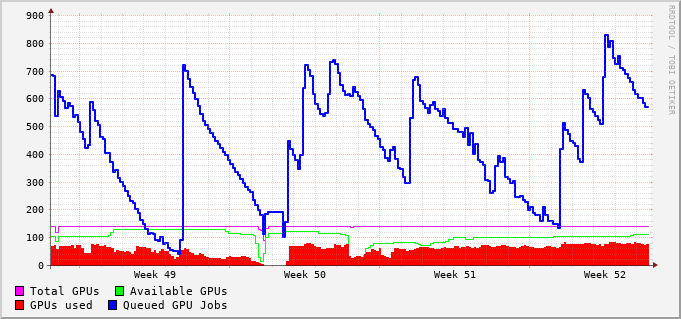 900
800
700
600
500
400
300
200
100
0
Week 49 Week 50 Week 51 Week 52
Total GPUs Available GPUs
GPUs used Queued GPU Jobs
RRDTOOL / TOBI OETIKER